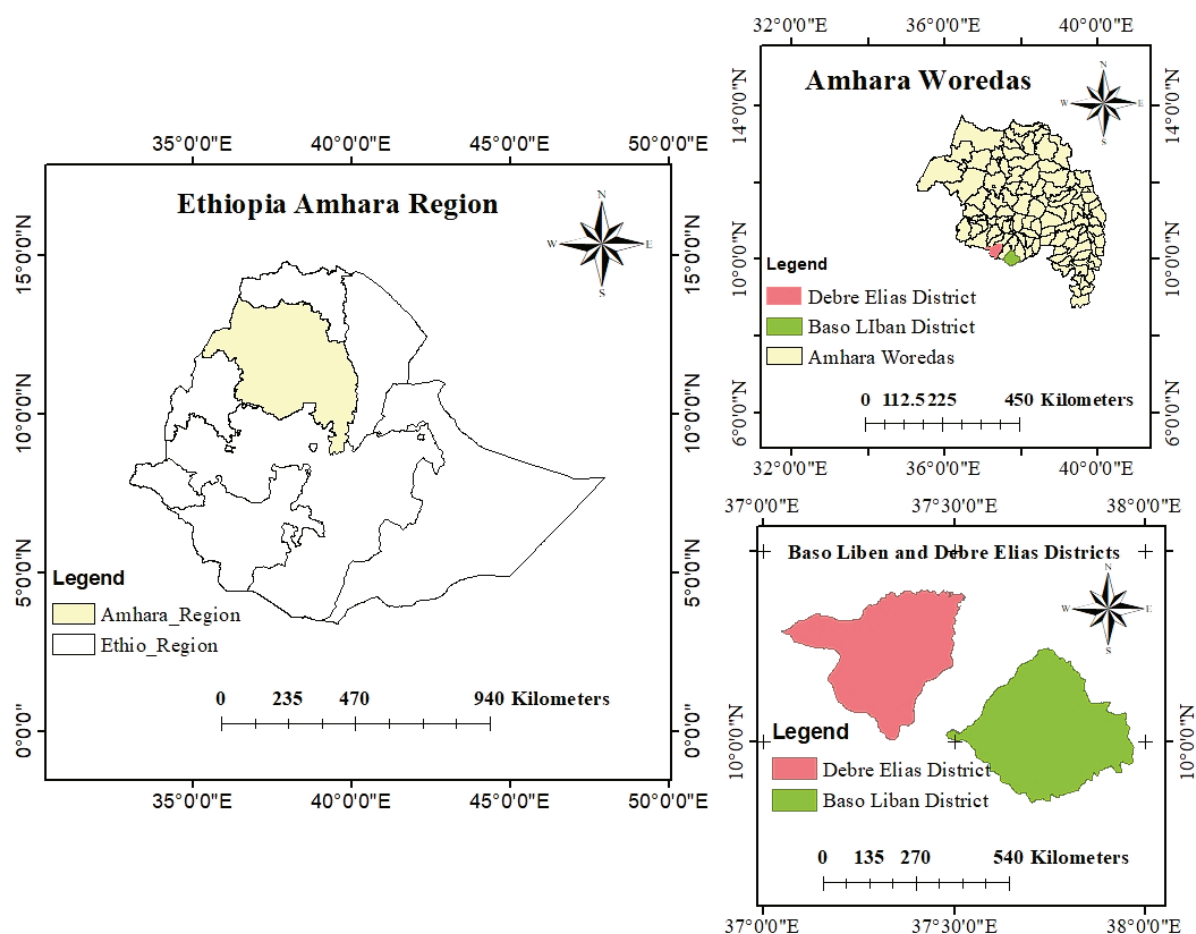 35°0'0"E 40°0'0"E 45°0'0"E 50°0'0"E
Ethiopia Amhara Region
N
W E
S
15°0'0"N 15°0'0"N
10°0'0"N 10°0'0"N
5°0'0"N 5°0'0"N
0°0'0" 0°0'0"
Legend
Amhara_Region
Ethio_Region
0 235 470 940 Kilometers
35°0'0"E 40°0'0"E 45°0'0"E 50°0'0"E
32°0'0"E 36°0'0"E 40°0'0"E
Amhara Woredas
N
W E
S
14°0'0"N 14°0'0"N
10°0'0"N 10°0'0"N
6°0'0"N 6°0'0"N
Legend
Debre Elias District
Baso LIban District
Amhara Woredas
0 112.5 225 450 Kilometers
32°0'0"E 36°0'0"E 40°0'0"E
37°0'0"E 37°30'0"E 38°0'0"E
Baso Liben and Debre Elias Districts
N
W E
S
10°0'0"N 10°0'0"N
Legend
Debre Elias District
Baso Liban District
0 135 270 540 Kilometers
37°0'0"E 37°30'0"E 38°0'0"E